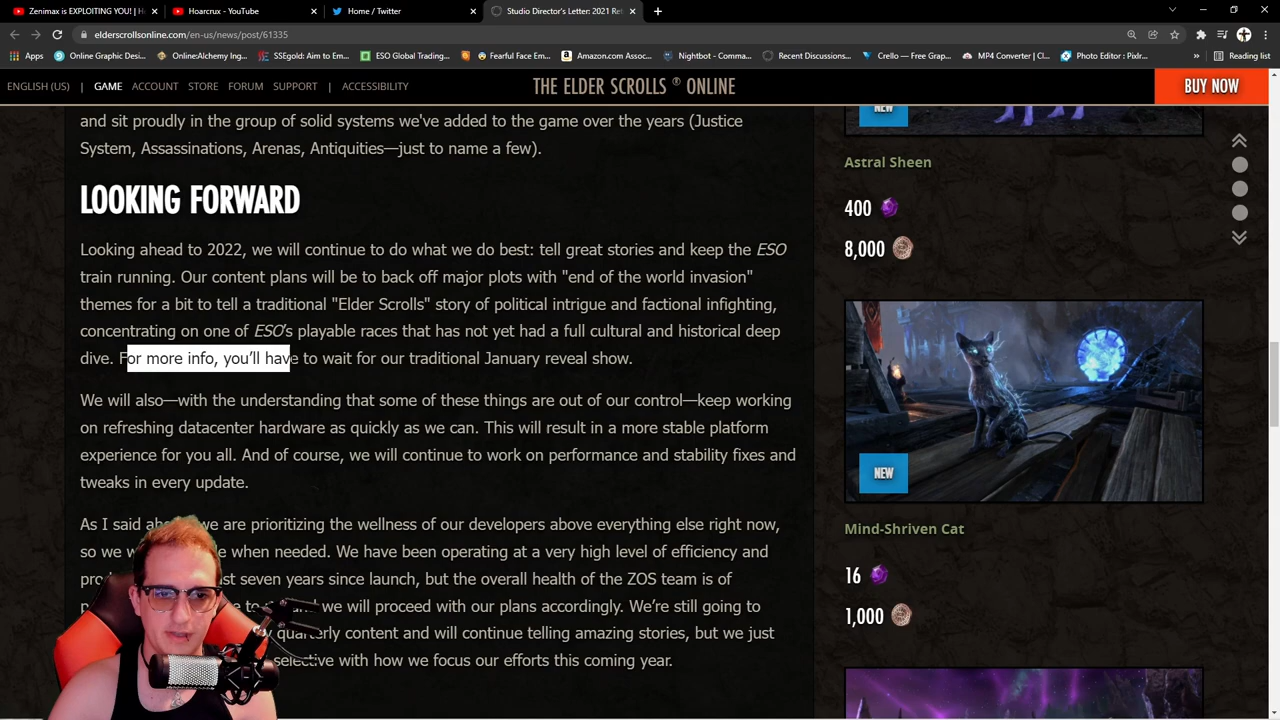 Zenimax is EXPLOITING YOU! | H
Hoarcrux - YouTube
Home / Twitter
Studio Director's Letter: 2021 Ret
elderscrollsonline.com/en-us/news/post/61335
Apps
Online Graphic Desi...
OnlineAlchemy Ing...
SSEgold: Aim to Em...
ESO Global Trading...
Fearful Face Em...
Amazon.com Assoc...
Nightbot - Comma...
Recent Discussions...
Crello — Free Grap...
MP4 Converter | Cl...
Photo Editor : Pixlr...
Reading list
ENGLISH (US) | GAME ACCOUNT STORE FORUM SUPPORT | ACCESSIBILITY
THE ELDER SCROLLS ® ONLINE
BUY NOW
and sit proudly in the group of solid systems we've added to the game over the years (Justice
System, Assassinations, Arenas, Antiquities—just to name a few).
LOOKING FORWARD
Looking ahead to 2022, we will continue to do what we do best: tell great stories and keep the ESO
train running. Our content plans will be to back off major plots with "end of the world invasion"
themes for a bit to tell a traditional "Elder Scrolls" story of political intrigue and factional infighting,
concentrating on one of ESO's playable races that has not yet had a full cultural and historical deep
dive. For more info, you'll have to wait for our traditional January reveal show.
We will also—with the understanding that some of these things are out of our control—keep working
on refreshing datacenter hardware as quickly as we can. This will result in a more stable platform
experience for you all. And of course, we will continue to work on performance and stability fixes and
tweaks in every update.
As I said we are prioritizing the wellness of our developers above everything else right now,
so we when needed. We have been operating at a very high level of efficiency and
seven years since launch, but the overall health of the ZOS team is of
we will proceed with our plans accordingly. We're still going to
quarterly content and will continue telling amazing stories, but we just
selective with how we focus our efforts this coming year.
NEW
Astral Sheen
400
8,000
NEW
Mind-Shriven Cat
16
1,000